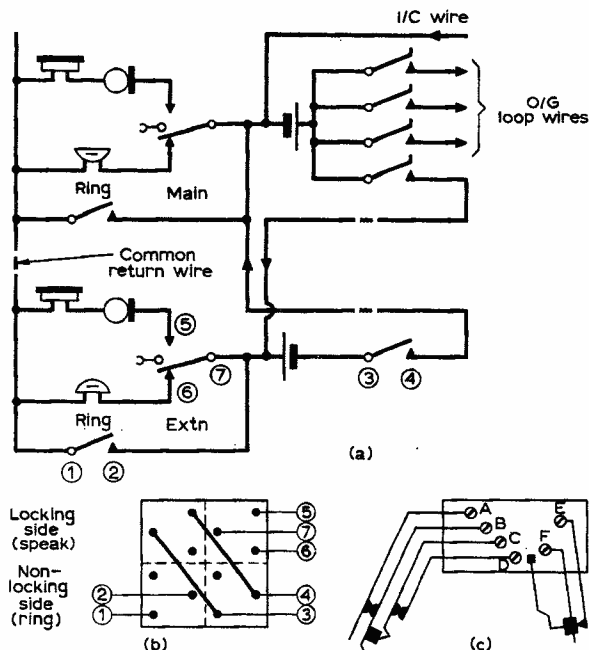 I/C wire
O/G
loop wires
Ring
Main
Common
return wire
⑤
⑦
⑥
③
④
Ring
Extn
① ②
(a)
Locking
side
(speak)
Non-
locking
side
(ring)
⑤
⑦
⑥
②
④
①
③
(b)
A
B
C
D
E
F
(c)